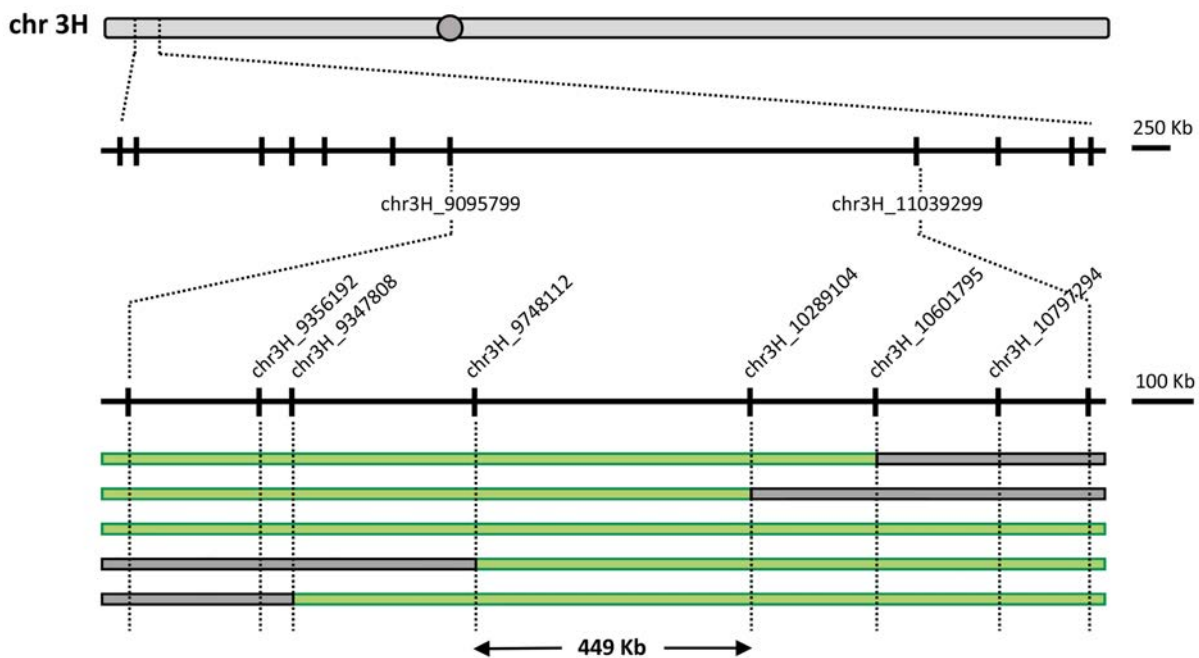 chr 3H
250 Kb
chr3H_9095799
chr3H_11039299
chr3H_9356192
chr3H_9347808
chr3H_9748112
chr3H_10289104
chr3H_10601795
chr3H_10797294
100 Kb
449 Kb